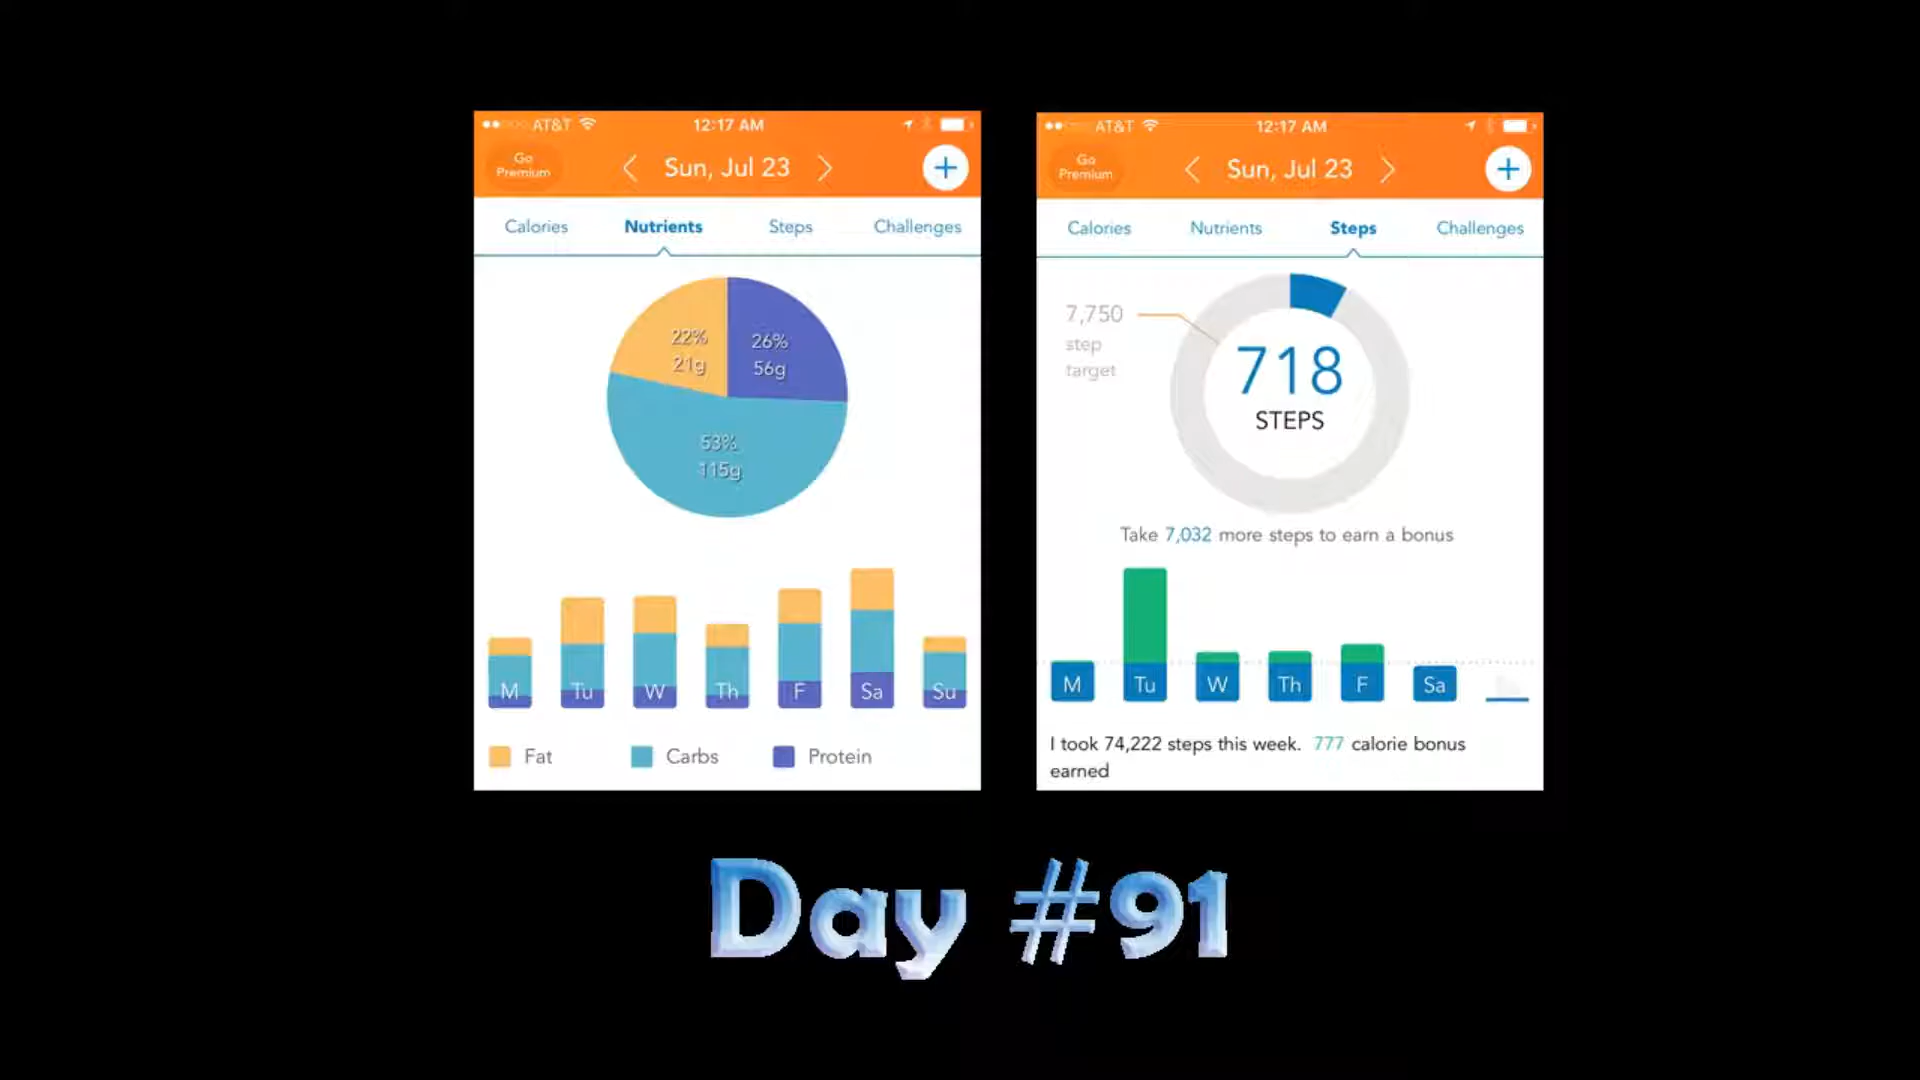 AT&T 12:17 AM
Go
Premium
Sun, Jul 23
+
Calories Nutrients Steps Challenges
22%
21g
26%
56g
53%
115g
M Tu W Th F Sa Su
Fat Carbs Protein
AT&T 12:17 AM
Go
Premium
Sun, Jul 23
+
Calories Nutrients Steps Challenges
7,750
step
target
718
STEPS
Take 7,032 more steps to earn a bonus
M Tu W Th F Sa
I took 74,222 steps this week. 777 calorie bonus
earned
Day #91